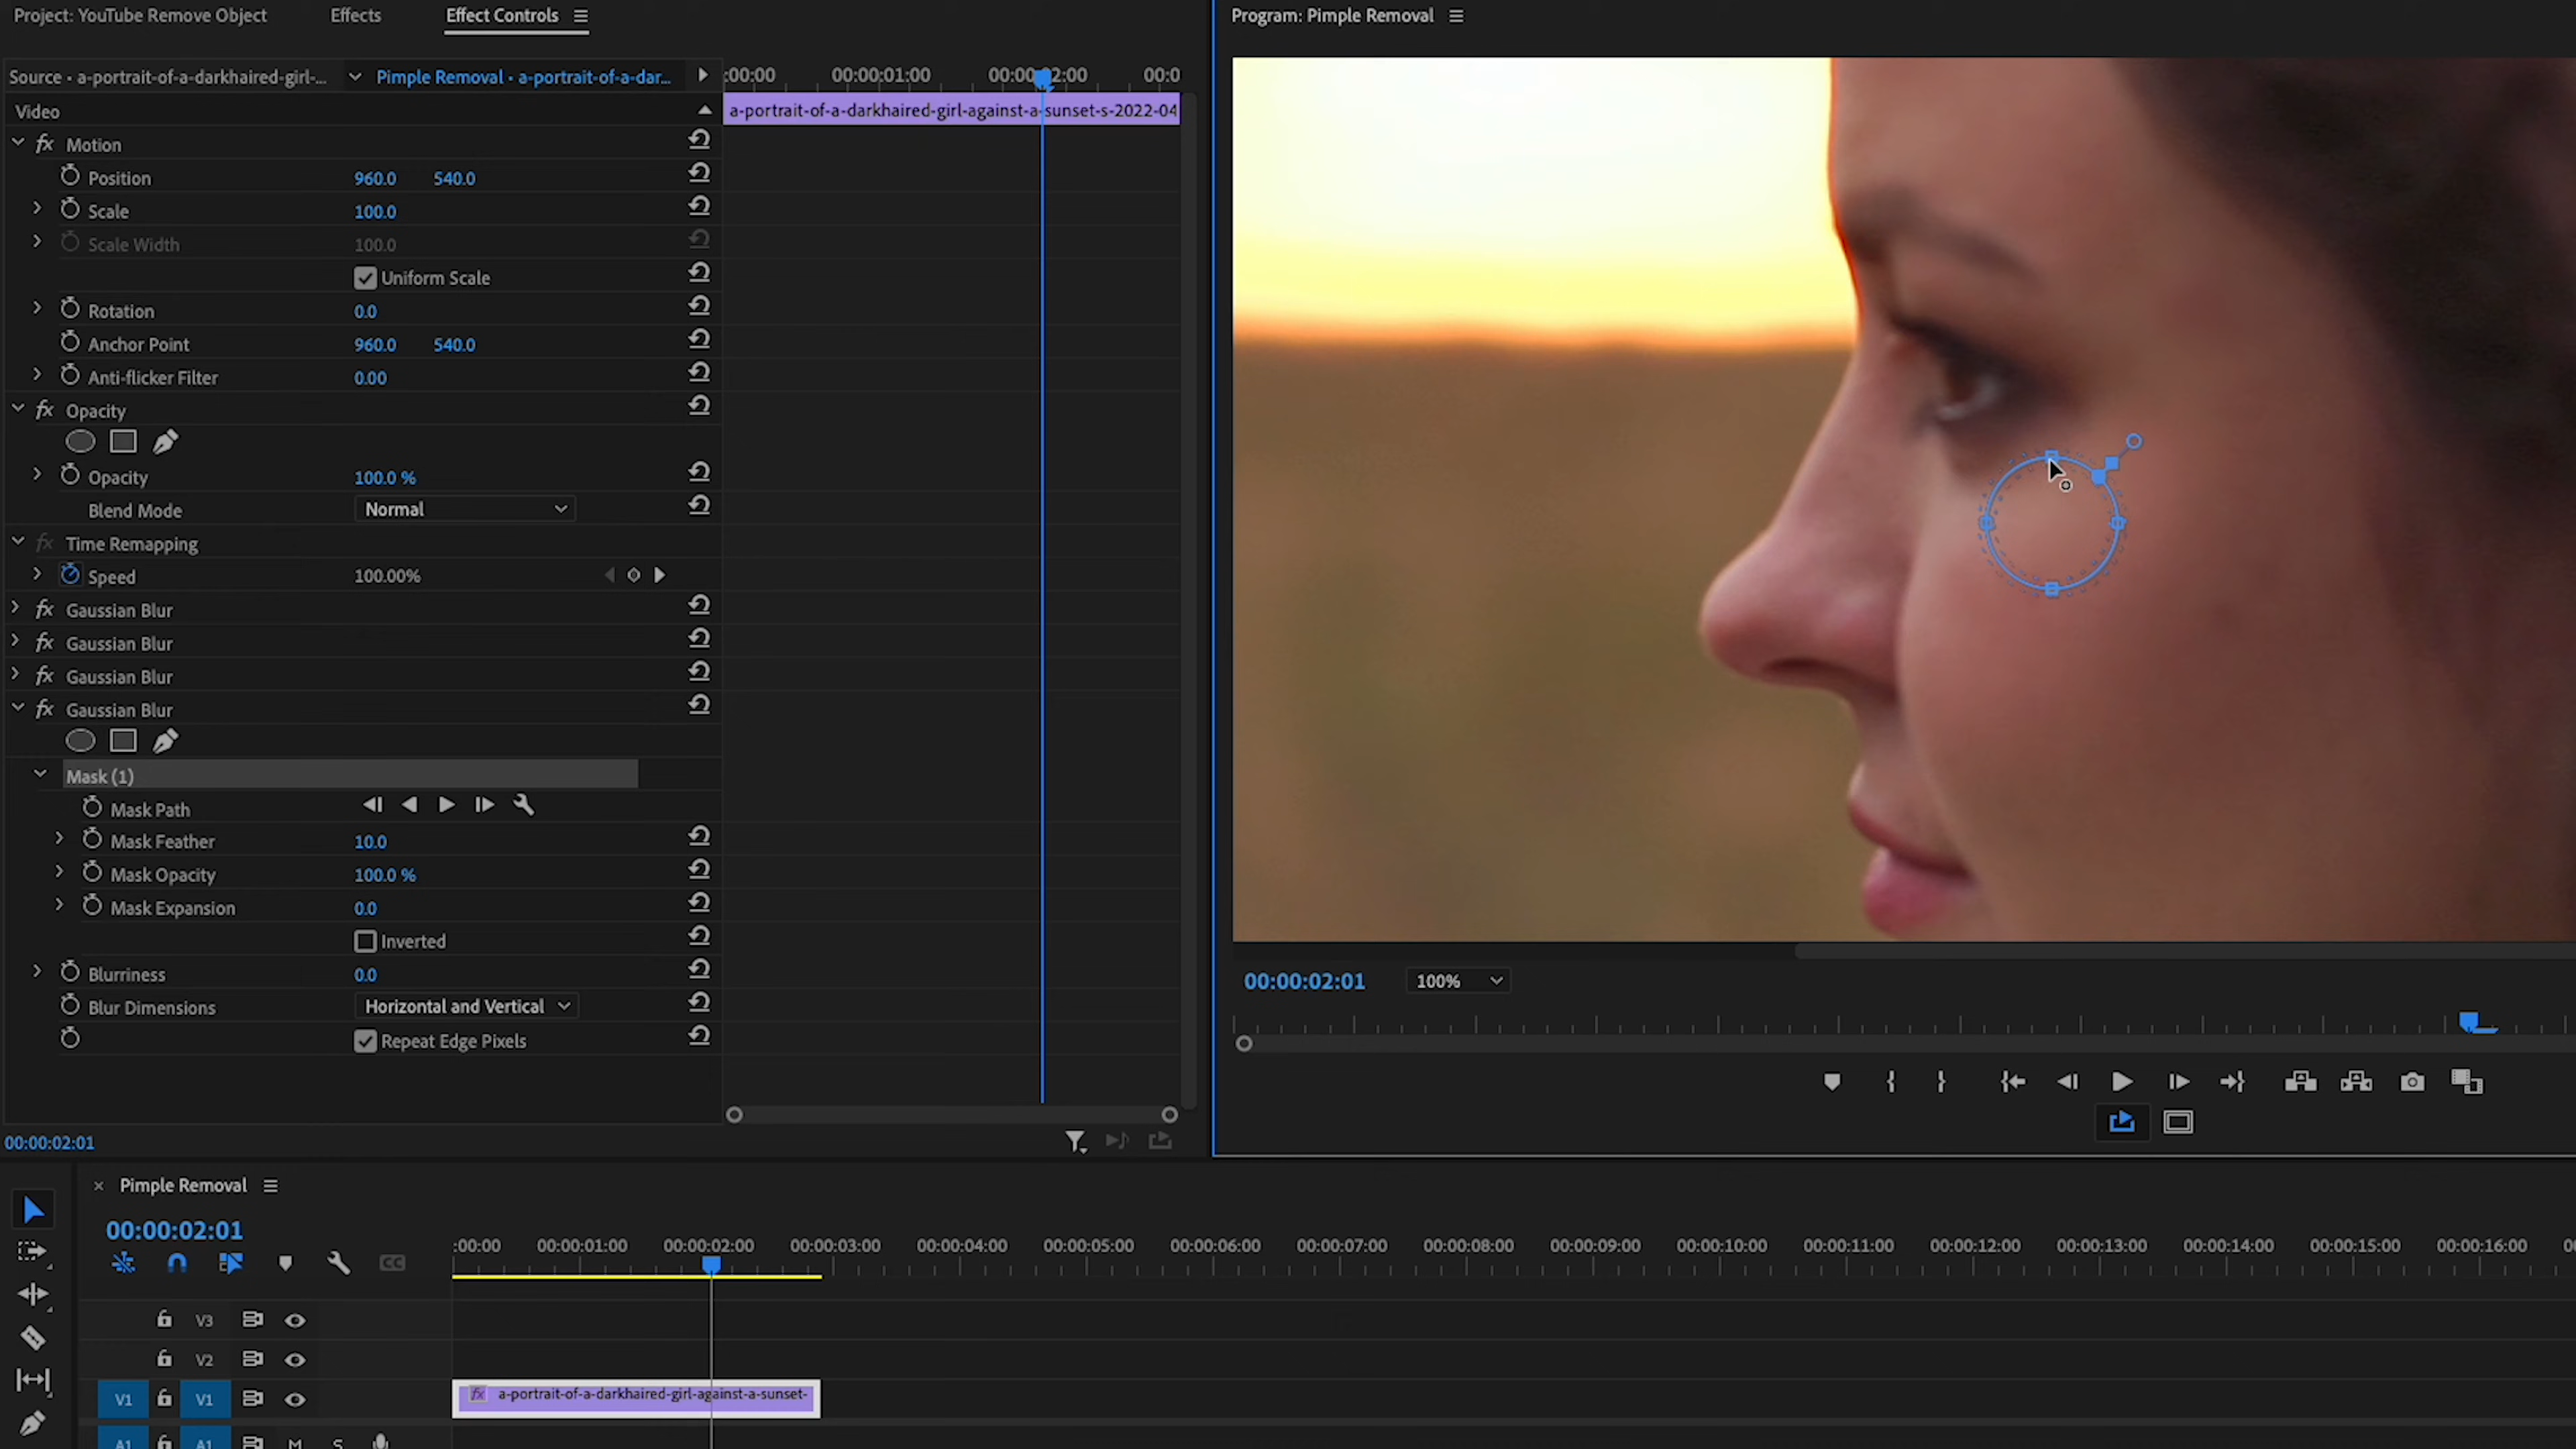 Project: YouTube Remove Object
Effects
Effect Controls
Source • a-portrait-of-a-darkhaired-girl-...
Pimple Removal • a-portrait-of-a-dar...
:00:00
00:00:01:00
00:00:02:00
00:0
a-portrait-of-a-darkhaired-girl-against-a-sunset-s-2022-04
Video
fx Motion
Position 960.0 540.0
Scale 100.0
Scale Width 100.0
Uniform Scale
Rotation 0.0
Anchor Point 960.0 540.0
Anti-flicker Filter 0.00
fx Opacity
Opacity 100.0 %
Blend Mode Normal
fx Time Remapping
Speed 100.00%
fx Gaussian Blur
fx Gaussian Blur
fx Gaussian Blur
fx Gaussian Blur
Mask (1)
Mask Path
Mask Feather 10.0
Mask Opacity 100.0 %
Mask Expansion 0.0
Inverted
Blurriness 0.0
Blur Dimensions Horizontal and Vertical
Repeat Edge Pixels
00:00:02:01
Program: Pimple Removal
00:00:02:01 100%
× Pimple Removal
00:00:02:01
:00:00 00:00:01:00 00:00:02:00 00:00:03:00 00:00:04:00 00:00:05:00 00:00:06:00 00:00:07:00 00:00:08:00 00:00:09:00 00:00:10:00 00:00:11:00 00:00:12:00 00:00:13:00 00:00:14:00 00:00:15:00 00:00:16:00
CC
V3
V2
V1 V1
fx a-portrait-of-a-darkhaired-girl-against-a-sunset-
A1 A1 M S